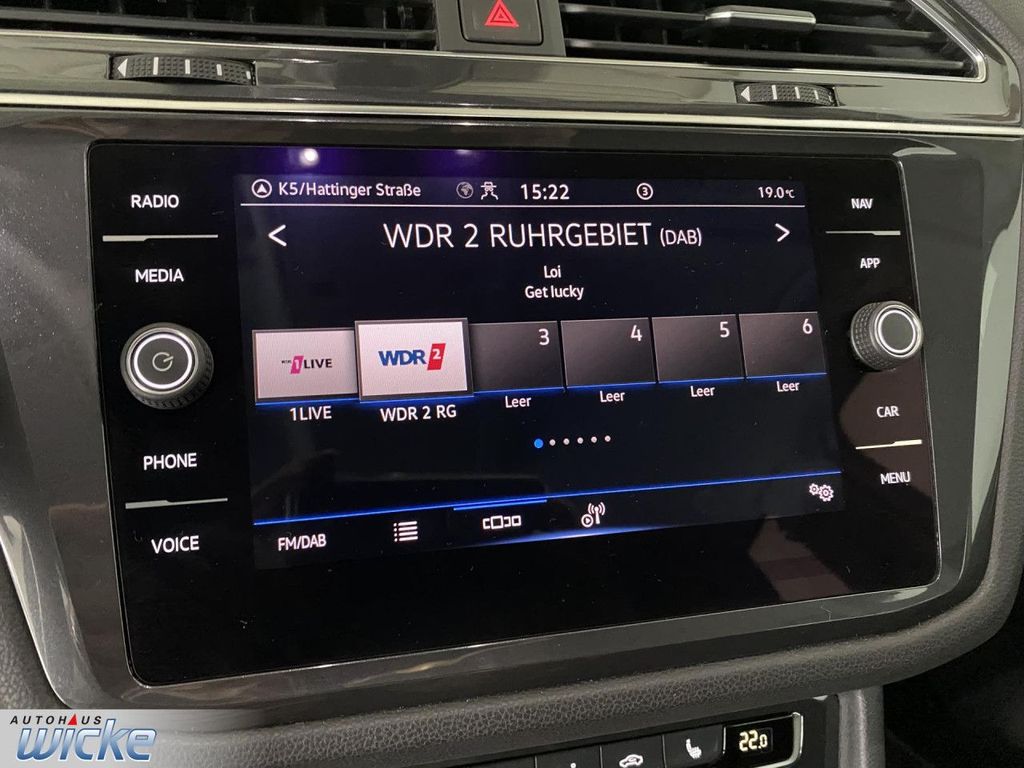 RADIO
MEDIA
PHONE
VOICE
K5/Hattinger Straße 15:22 3 19.0°C
< WDR 2 RUHRGEBIET (DAB) >
Loi
Get lucky
1LIVE
WDR 2
3
4
5
6
1LIVE
WDR 2 RG
Leer
Leer
Leer
Leer
FM/DAB
NAV
APP
CAR
MENU
22.0
AUTOHAUS
wicke